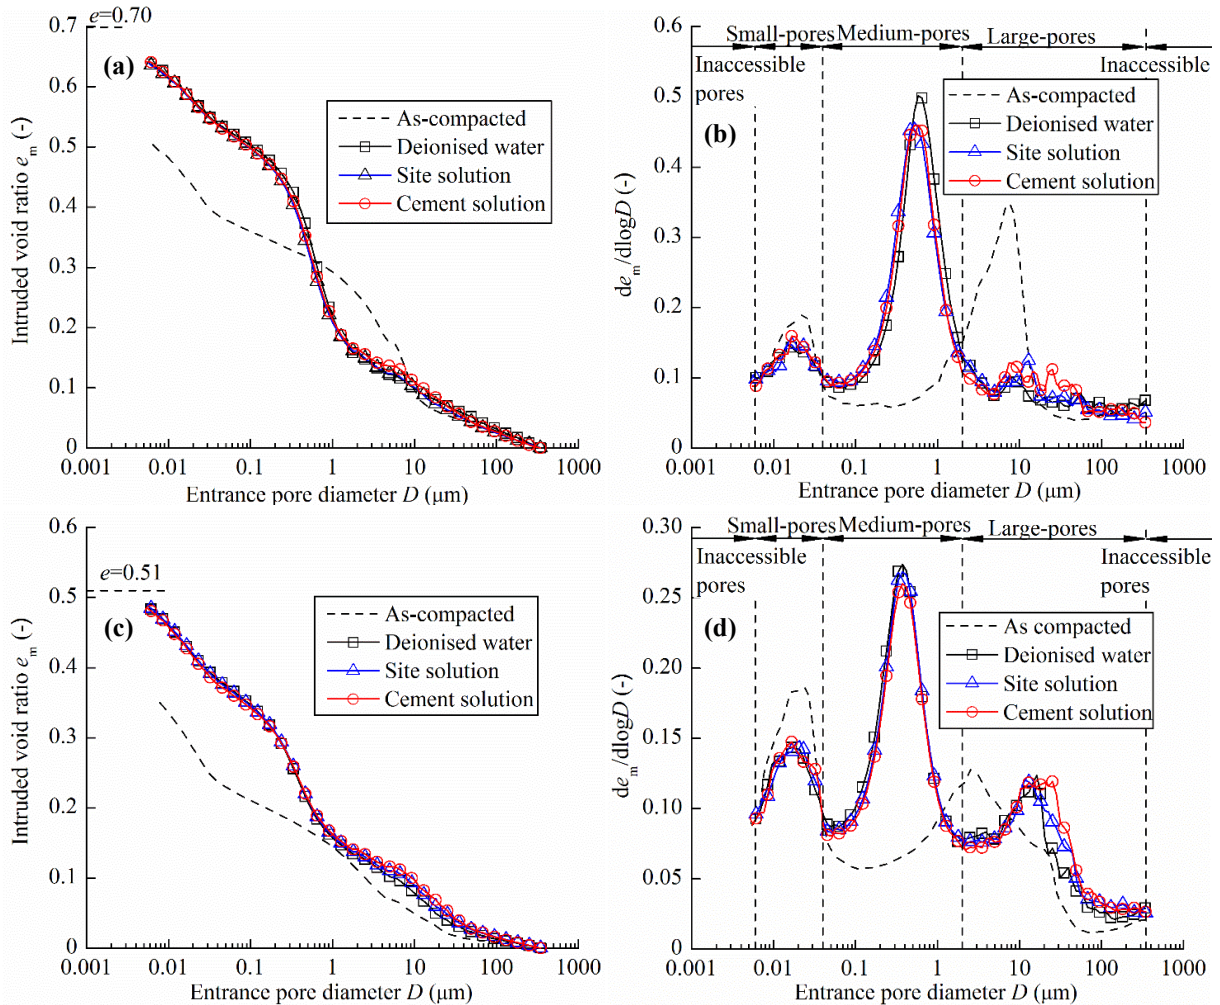 (a)
e=0.70
0.7
0.6
0.5
0.4
0.3
0.2
0.1
0
Intruded void ratio em (-)
As-compacted
Deionised water
Site solution
Cement solution
0.001 0.01 0.1 1 10 100 1000
Entrance pore diameter D (μm)
(b)
Small-pores Medium-pores Large-pores
Inaccessible pores
Inaccessible
0.6
0.5
0.4
0.3
0.2
0.1
0
dem/dlogD (-)
As-compacted
Deionised water
Site solution
Cement solution
0.001 0.01 0.1 1 10 100 1000
Entrance pore diameter D (μm)
(c)
e=0.51
0.6
0.5
0.4
0.3
0.2
0.1
0
Intruded void ratio em (-)
As-compacted
Deionised water
Site solution
Cement solution
0.001 0.01 0.1 1 10 100 1000
Entrance pore diameter D (μm)
(d)
Small-pores Medium-pores Large-pores
Inaccessible pores
Inaccessible pores
0.30
0.25
0.20
0.15
0.10
0.05
0
dem/dlogD (-)
As compacted
Deionised water
Site solution
Cement solution
0.001 0.01 0.1 1 10 100 1000
Entrance pore diameter D (μm)